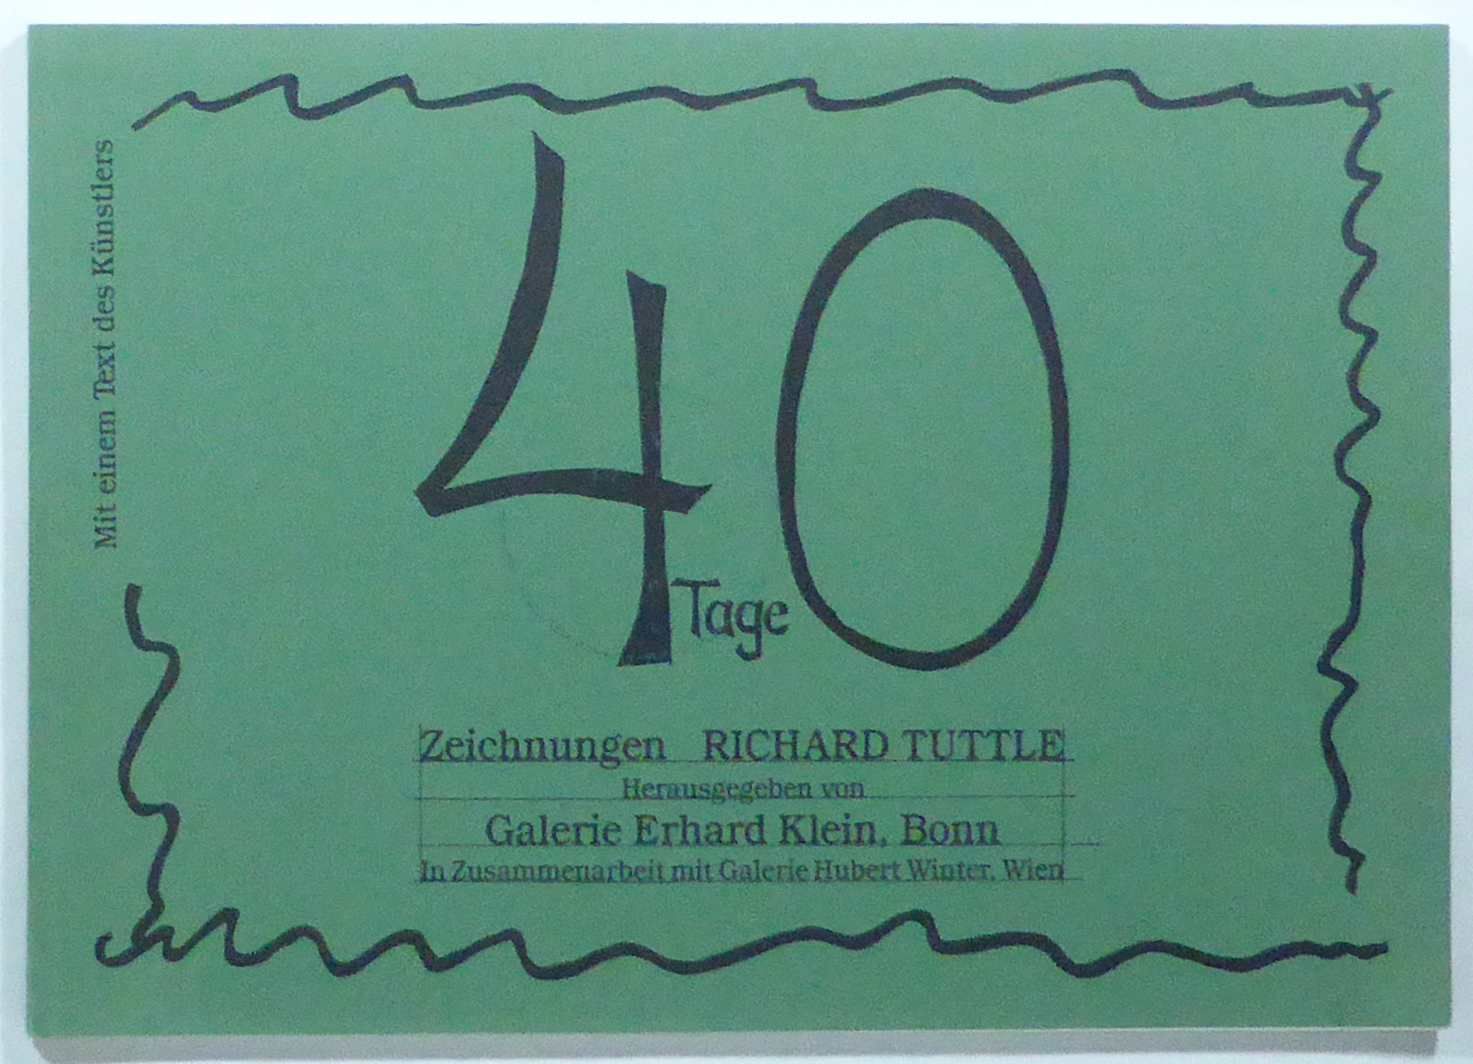 Mit einem Text des Künstlers
40
Tage
Zeichnungen RICHARD TUTTLE
Herausgegeben von
Galerie Erhard Klein, Bonn
In Zusammenarbeit mit Galerie Hubert Winter, Wien